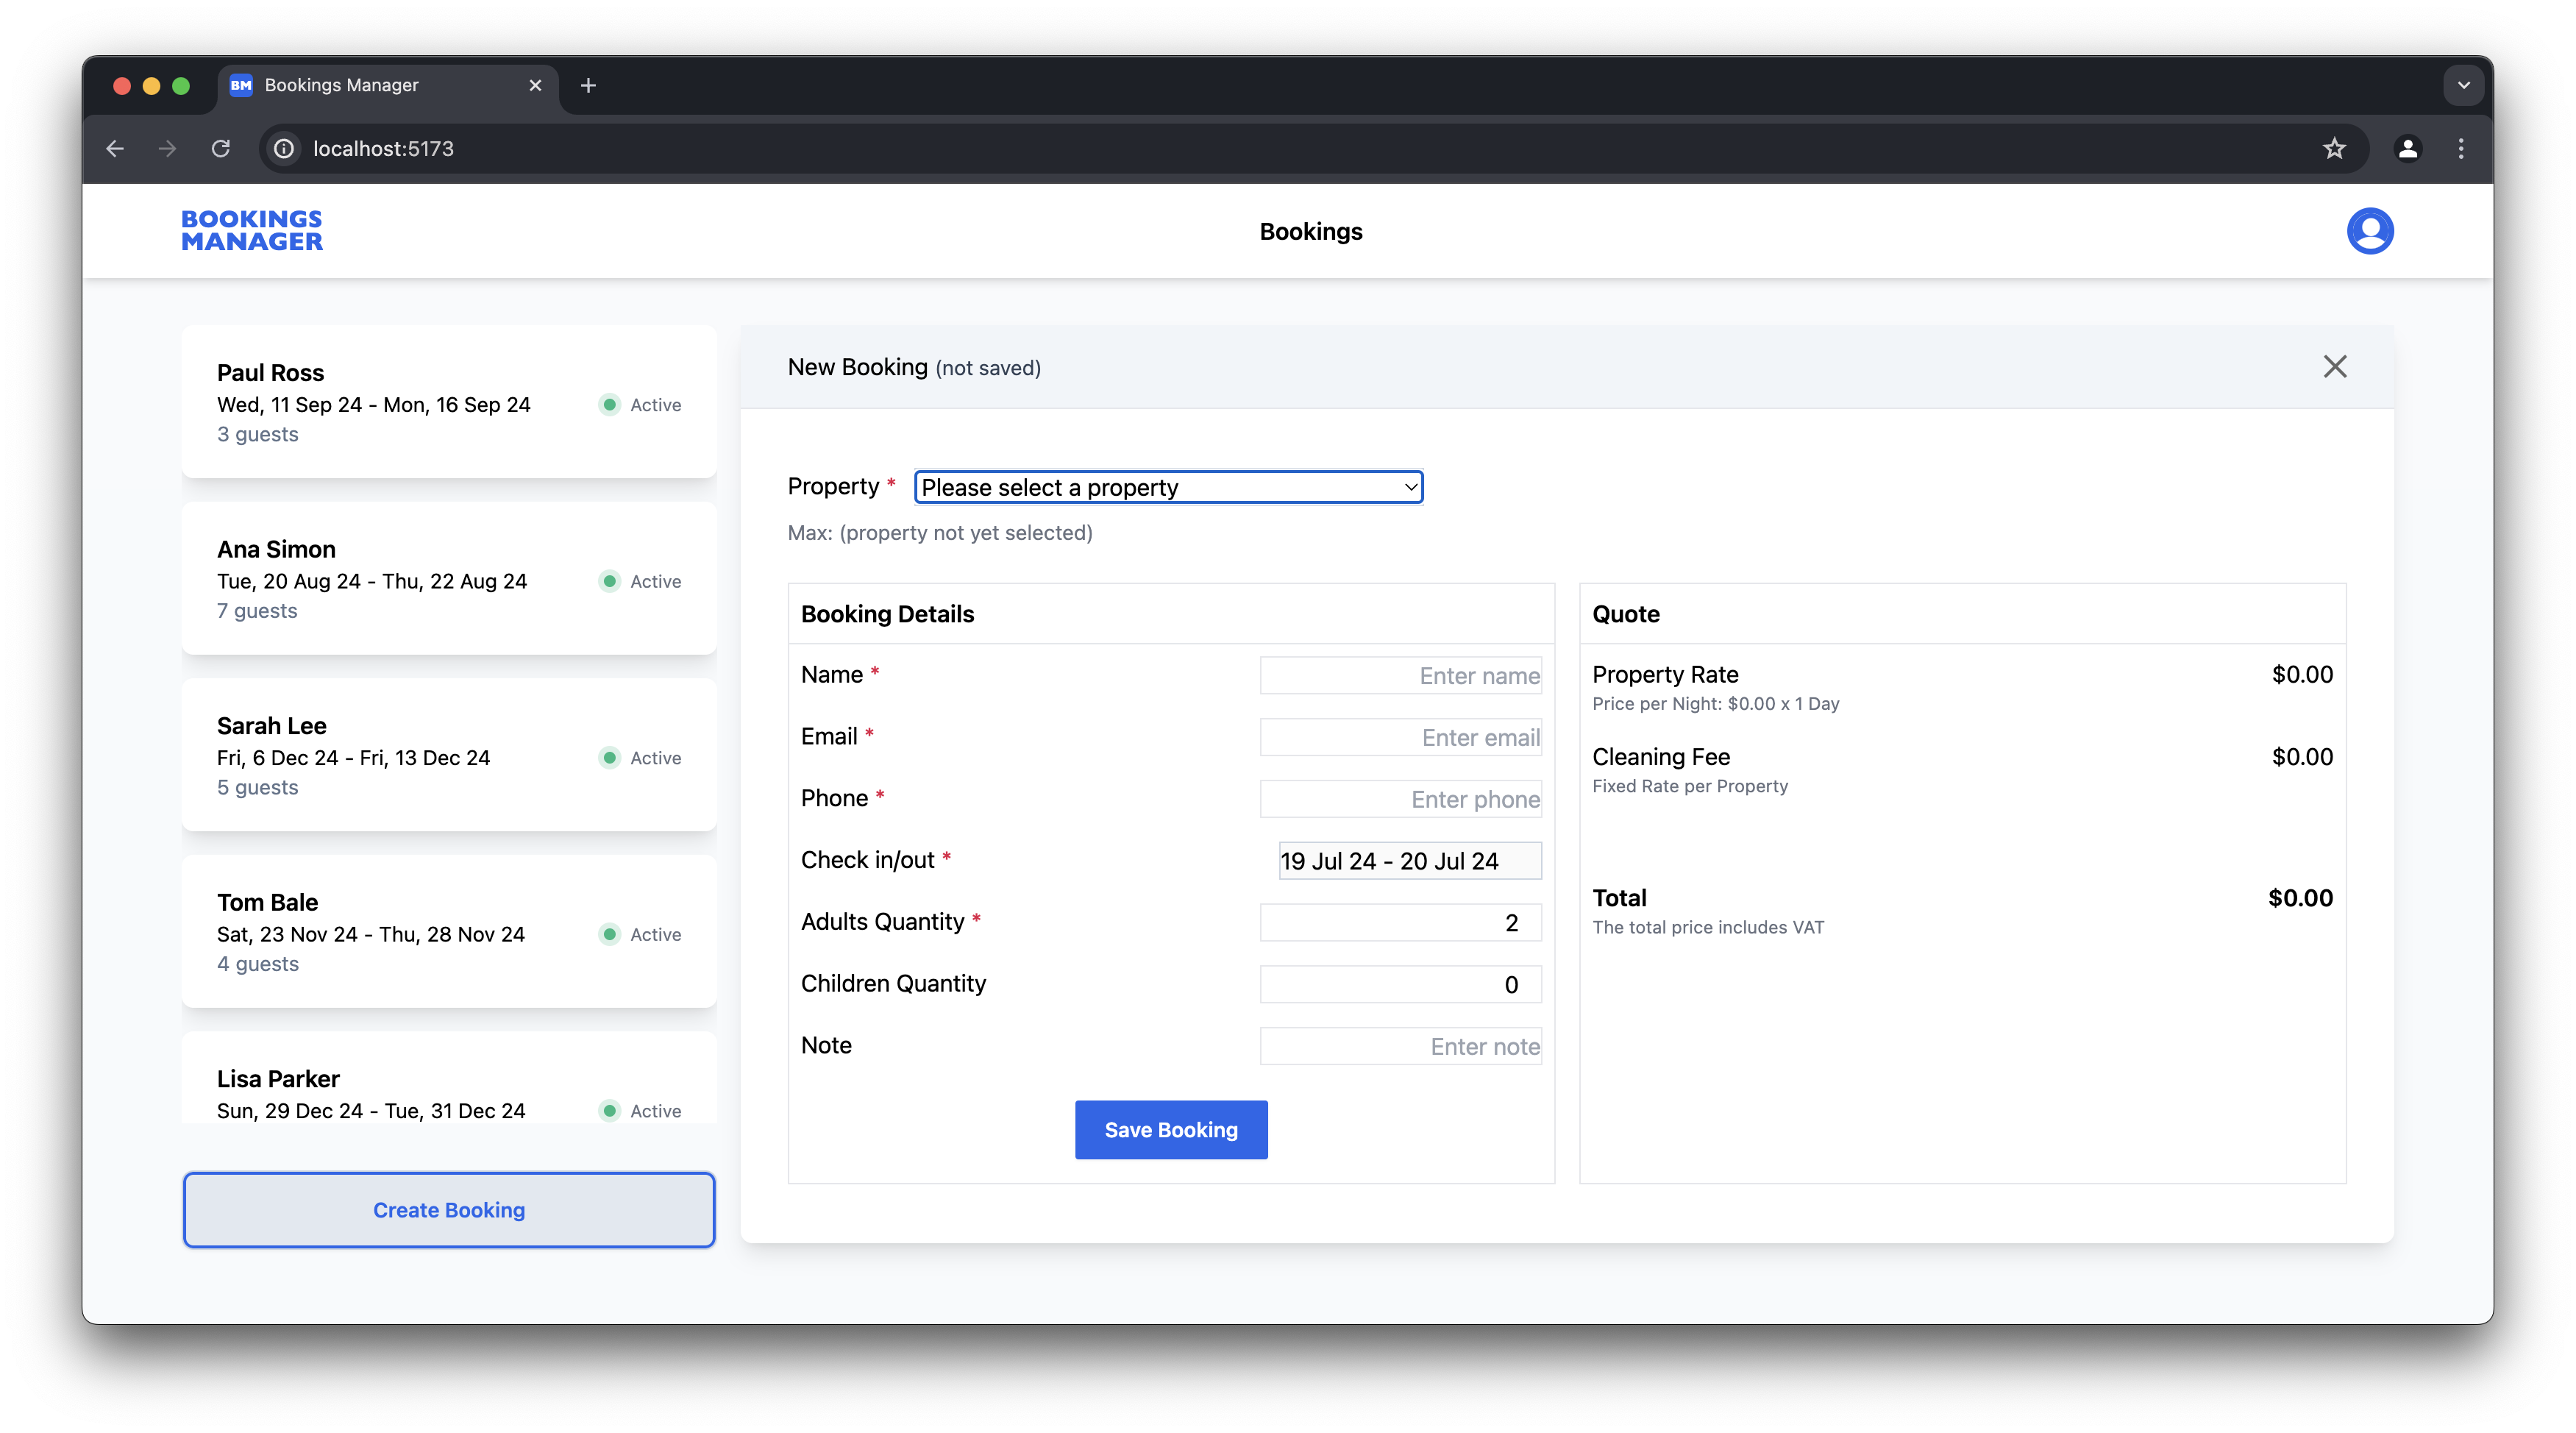 BM Bookings Manager
localhost:5173
BOOKINGS
MANAGER
Bookings
Paul Ross
Wed, 11 Sep 24 - Mon, 16 Sep 24
Active
3 guests
Ana Simon
Tue, 20 Aug 24 - Thu, 22 Aug 24
Active
7 guests
Sarah Lee
Fri, 6 Dec 24 - Fri, 13 Dec 24
Active
5 guests
Tom Bale
Sat, 23 Nov 24 - Thu, 28 Nov 24
Active
4 guests
Lisa Parker
Sun, 29 Dec 24 - Tue, 31 Dec 24
Active
Create Booking
New Booking (not saved)
Property * Please select a property
Max: (property not yet selected)
Booking Details
Name * Enter name
Email * Enter email
Phone * Enter phone
Check in/out * 19 Jul 24 - 20 Jul 24
Adults Quantity * 2
Children Quantity 0
Note Enter note
Save Booking
Quote
Property Rate $0.00
Price per Night: $0.00 x 1 Day
Cleaning Fee $0.00
Fixed Rate per Property
Total $0.00
The total price includes VAT